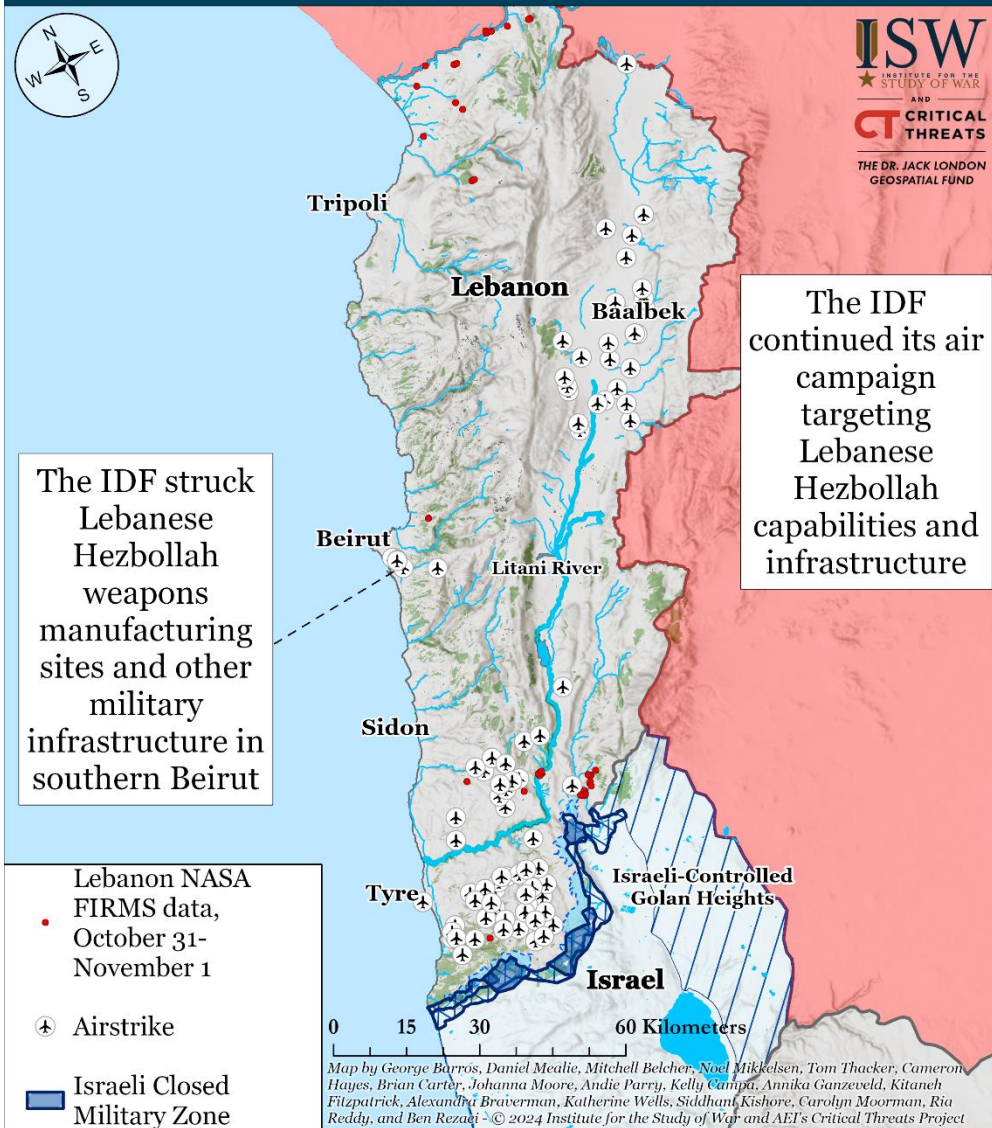 N
E
W
S
ISW
INSTITUTE FOR THE
STUDY OF WAR
AND
CT CRITICAL
THREATS
THE DR. JACK LONDON
GEOSPATIAL FUND
Tripoli
Lebanon
Baalbek
The IDF
continued its air
campaign
targeting
Lebanese
Hezbollah
capabilities and
infrastructure
The IDF struck
Lebanese
Hezbollah
weapons
manufacturing
sites and other
military
infrastructure in
southern Beirut
Beirut
Litani River
Sidon
Tyre
Israeli-Controlled
Golan Heights
Israel
Lebanon NASA
FIRMS data,
October 31-
November 1
Airstrike
Israeli Closed
Military Zone
0 15 30 60 Kilometers
Map by George Barros, Daniel Mealie, Mitchell Belcher, Noel Mikkelsen, Tom Thacker, Cameron
Hayes, Brian Carter, Johanna Moore, Andie Parry, Kelly Campa, Annika Ganzeveld, Kitaneh
Fitzpatrick, Alexandra Braverman, Katherine Wells, Siddhant Kishore, Carolyn Moorman, Ria
Reddy, and Ben Rezaei - © 2024 Institute for the Study of War and AEI's Critical Threats Project